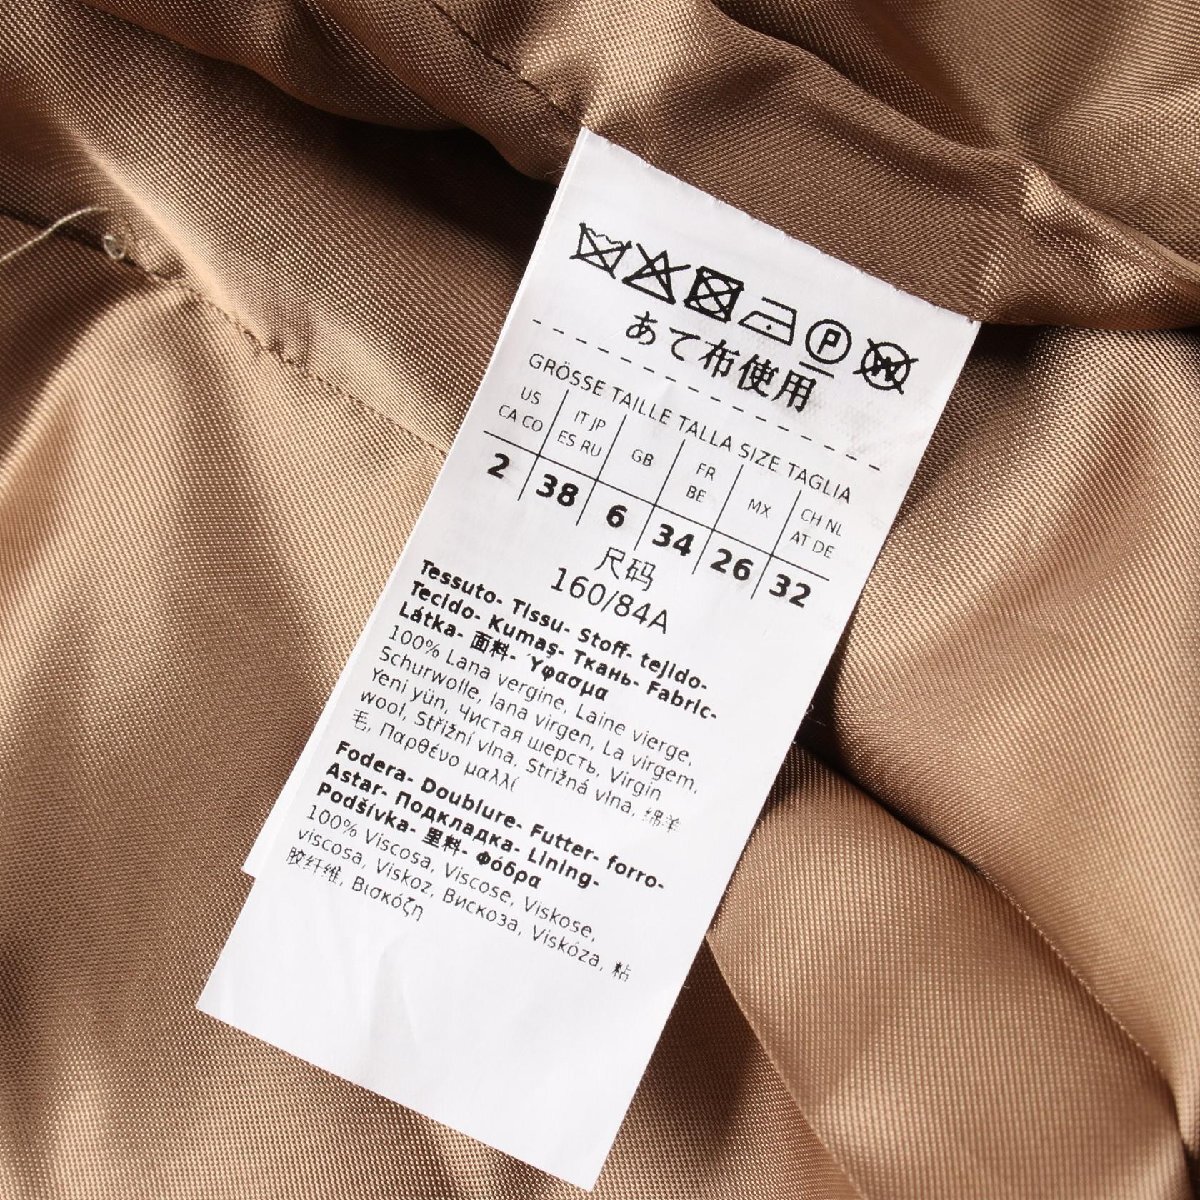 P W
あて布使用
GRÖSSE TAILLE TALLA SIZE TAGLIA
US IT JP GB FR MX CH NL
CA CO ES RU BE AT DE
2 38 6 34 26 32
尺码
160/84A
Tessuto- Tissu- Stoff- tejido-
Tecido- Kumaş- Ткань- Fabric-
Látka- 面料- Ύφασμα
100% Lana vergine, Laine vierge,
Schurwolle, lana virgen, La virgem,
Yeni yün, Чистая шерсть, Virgin
wool, Střižní vlna, Strižná vlna, 绵羊
毛, Παρθένο μαλλί
Fodera- Doublure- Futter- forro-
Astar- Подкладка- Lining-
Podšívka- 里料- Φόδρα
100% Viscosa, Viscose, Viskose,
viscosa, Viskoz, Вискоза, Viskóza, 粘
胶纤维, Βισκόζη